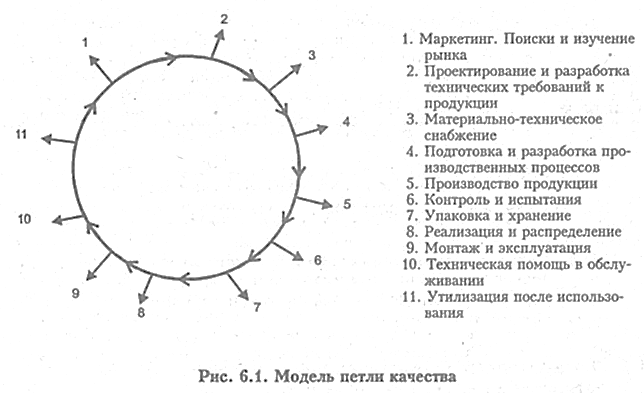 1
2
3
4
5
6
7
8
9
10
11
1. Маркетинг. Поиски и изучение
рынка
2. Проектирование и разработка
технических требований к
продукции
3. Материально-техническое
снабжение
4. Подготовка и разработка про-
изводственных процессов
5. Производство продукции
6. Контроль и испытания
7. Упаковка и хранение
8. Реализация и распределение
9. Монтаж и эксплуатация
10. Техническая помощь в обслу-
живании
11. Утилизация после использо-
вания
Рис. 6.1. Модель петли качества